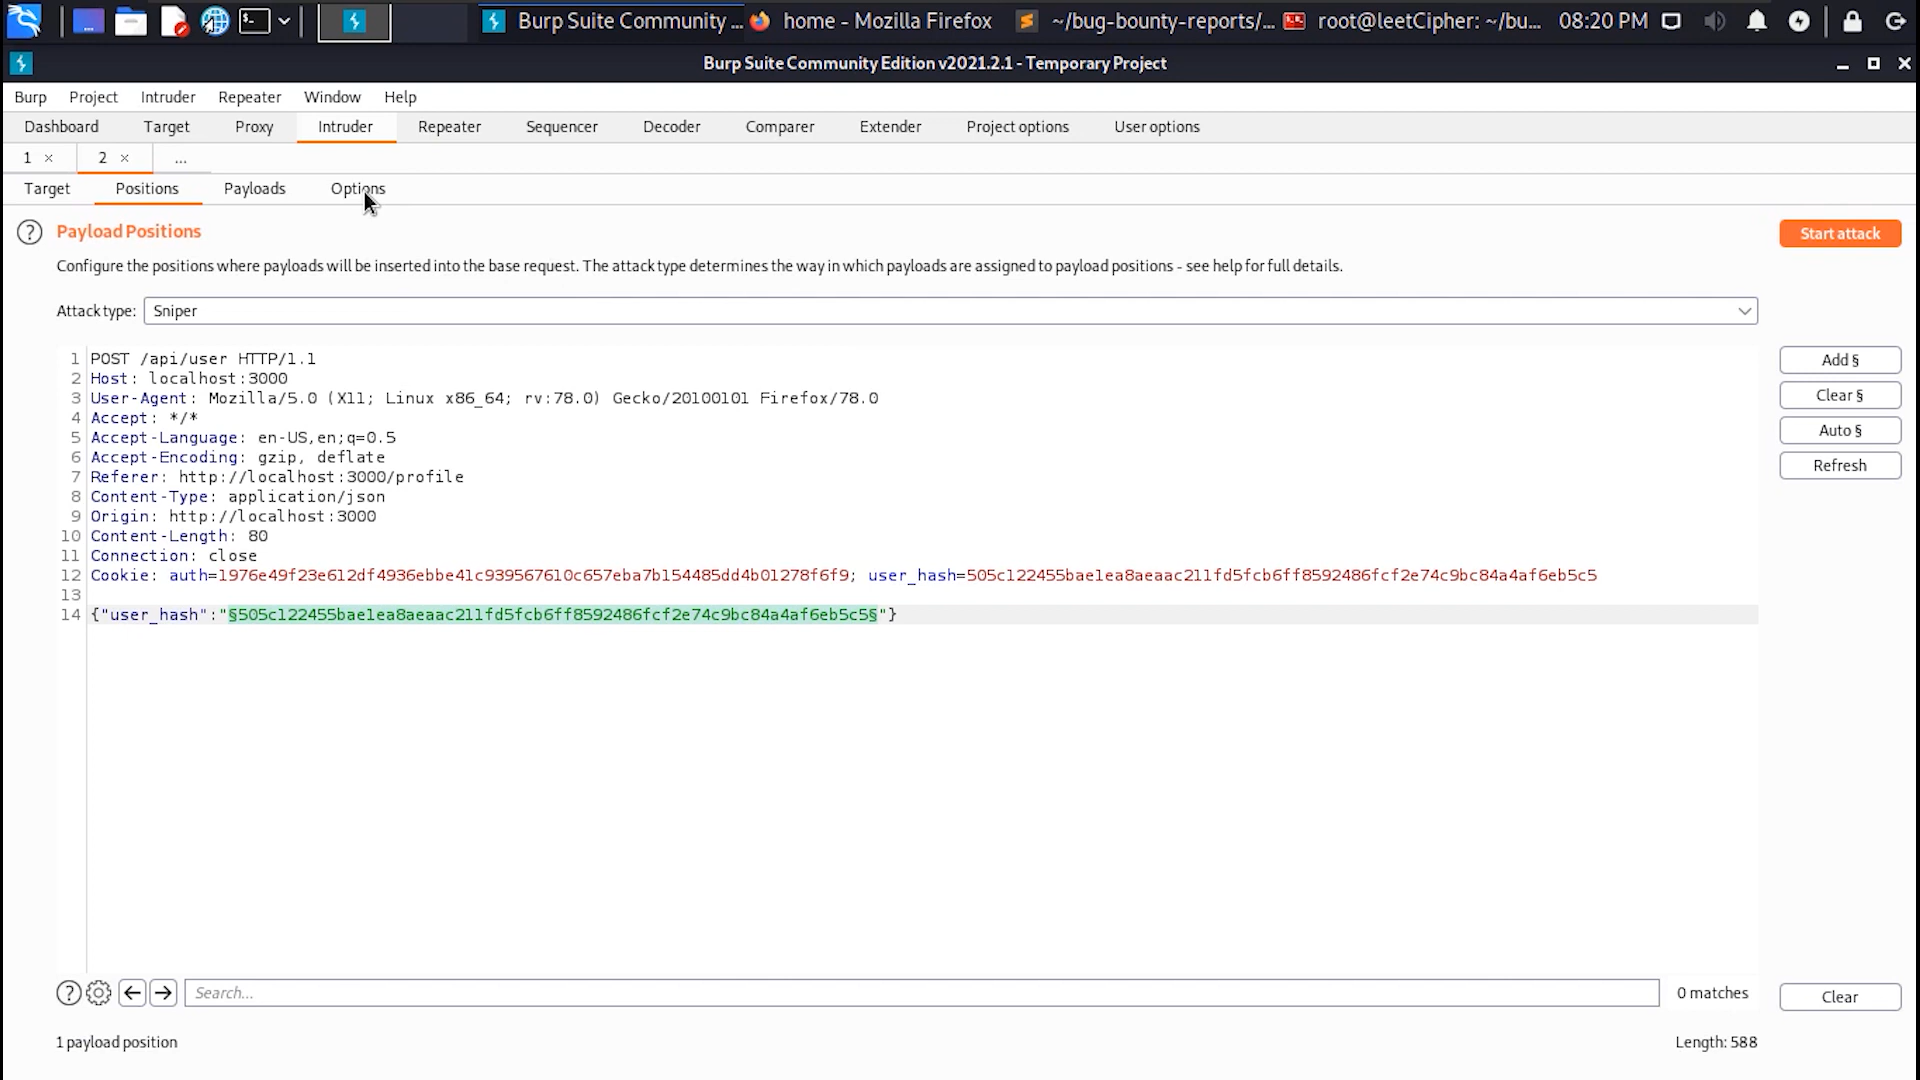 Burp Suite Community ... home - Mozilla Firefox ~/bug-bounty-reports/... root@leetCipher: ~/bu... 08:20 PM
Burp Suite Community Edition v2021.2.1 - Temporary Project
Burp Project Intruder Repeater Window Help
Dashboard Target Proxy Intruder Repeater Sequencer Decoder Comparer Extender Project options User options
1 × 2 × ...
Target Positions Payloads Options
? Payload Positions Start attack
Configure the positions where payloads will be inserted into the base request. The attack type determines the way in which payloads are assigned to payload positions - see help for full details.
Attack type: Sniper
1 POST /api/user HTTP/1.1 Add §
2 Host: localhost:3000
3 User-Agent: Mozilla/5.0 (X11; Linux x86_64; rv:78.0) Gecko/20100101 Firefox/78.0 Clear §
4 Accept: */*
5 Accept-Language: en-US,en;q=0.5 Auto §
6 Accept-Encoding: gzip, deflate Refresh
7 Referer: http://localhost:3000/profile
8 Content-Type: application/json
9 Origin: http://localhost:3000
10 Content-Length: 80
11 Connection: close
12 Cookie: auth=1976e49f23e612df4936ebbe41c939567610c657eba7b154485dd4b01278f6f9; user_hash=505c122455bae1ea8aeaac211fd5fcb6ff8592486fcf2e74c9bc84a4af6eb5c5
13
14 {"user_hash":"§505c122455bae1ea8aeaac211fd5fcb6ff8592486fcf2e74c9bc84a4af6eb5c5§"}
? Search... 0 matches Clear
1 payload position Length: 588